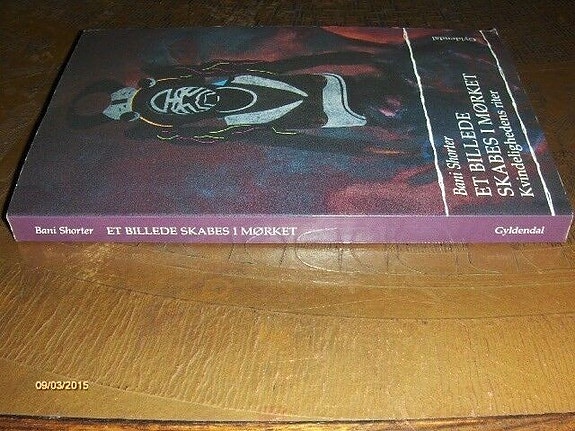 Gyldendal
Bani Shorter
ET BILLEDE
SKABES I MØRKET
Kvindelighedens riter
Bani Shorter ET BILLEDE SKABES I MØRKET Gyldendal
09/03/2015